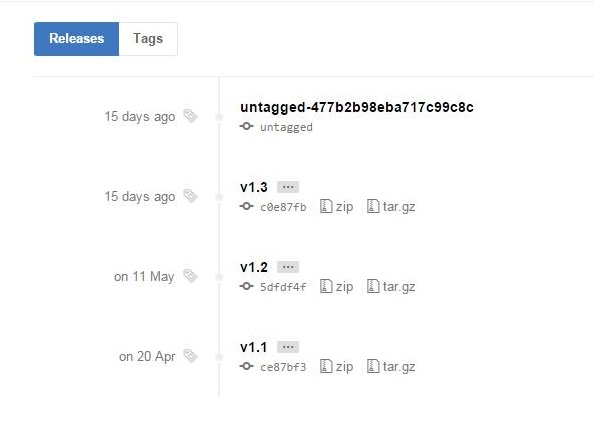 Releases Tags
15 days ago untagged-477b2b98eba717c99c8c
untagged
15 days ago v1.3 ...
c0e87fb zip tar.gz
on 11 May v1.2 ...
5dfdf4f zip tar.gz
on 20 Apr v1.1 ...
ce87bf3 zip tar.gz